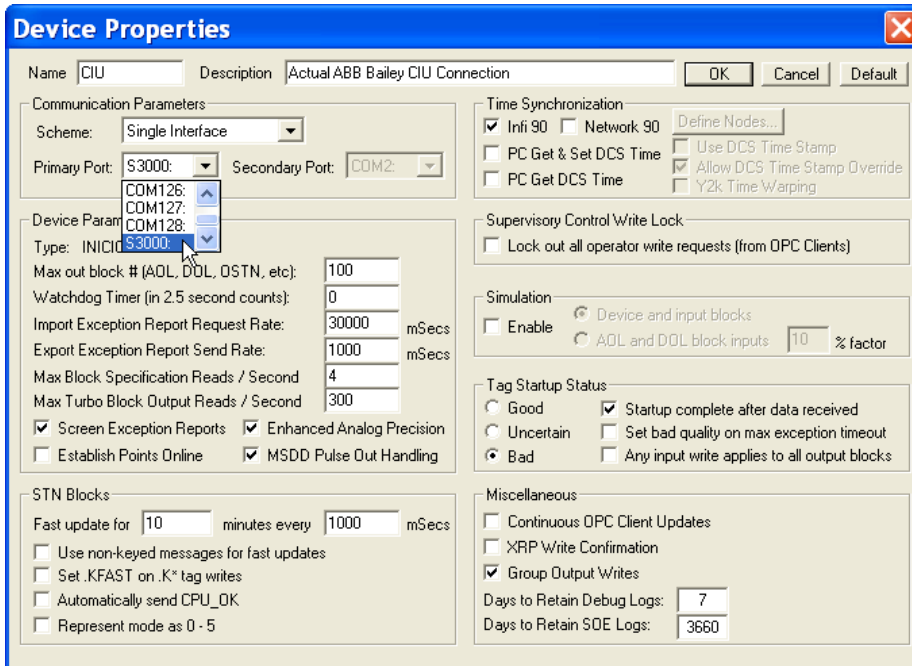 Device Properties
Name CIU Description Actual ABB Bailey CIU Connection OK Cancel Default
Communication Parameters
Scheme: Single Interface
Primary Port: S3000: Secondary Port: COM2:
COM126:
COM127:
COM128:
S3000:
Device Param
Type: INICI
Max out block # (AOL, DOL, OSTN, etc): 100
Watchdog Timer (in 2.5 second counts): 0
Import Exception Report Request Rate: 30000 mSecs
Export Exception Report Send Rate: 1000 mSecs
Max Block Specification Reads / Second 4
Max Turbo Block Output Reads / Second 300
Screen Exception Reports Enhanced Analog Precision
Establish Points Online MSDD Pulse Out Handling
STN Blocks
Fast update for 10 minutes every 1000 mSecs
Use non-keyed messages for fast updates
Set .KFAST on .K* tag writes
Automatically send CPU_OK
Represent mode as 0 - 5
Time Synchronization
Infi 90 Network 90 Define Nodes...
PC Get & Set DCS Time Use DCS Time Stamp
Allow DCS Time Stamp Override
PC Get DCS Time Y2k Time Warping
Supervisory Control Write Lock
Lock out all operator write requests (from OPC Clients)
Simulation
Enable Device and input blocks
AOL and DOL block inputs 10 % factor
Tag Startup Status
Good Startup complete after data received
Uncertain Set bad quality on max exception timeout
Bad Any input write applies to all output blocks
Miscellaneous
Continuous OPC Client Updates
XRP Write Confirmation
Group Output Writes
Days to Retain Debug Logs: 7
Days to Retain SOE Logs: 3660